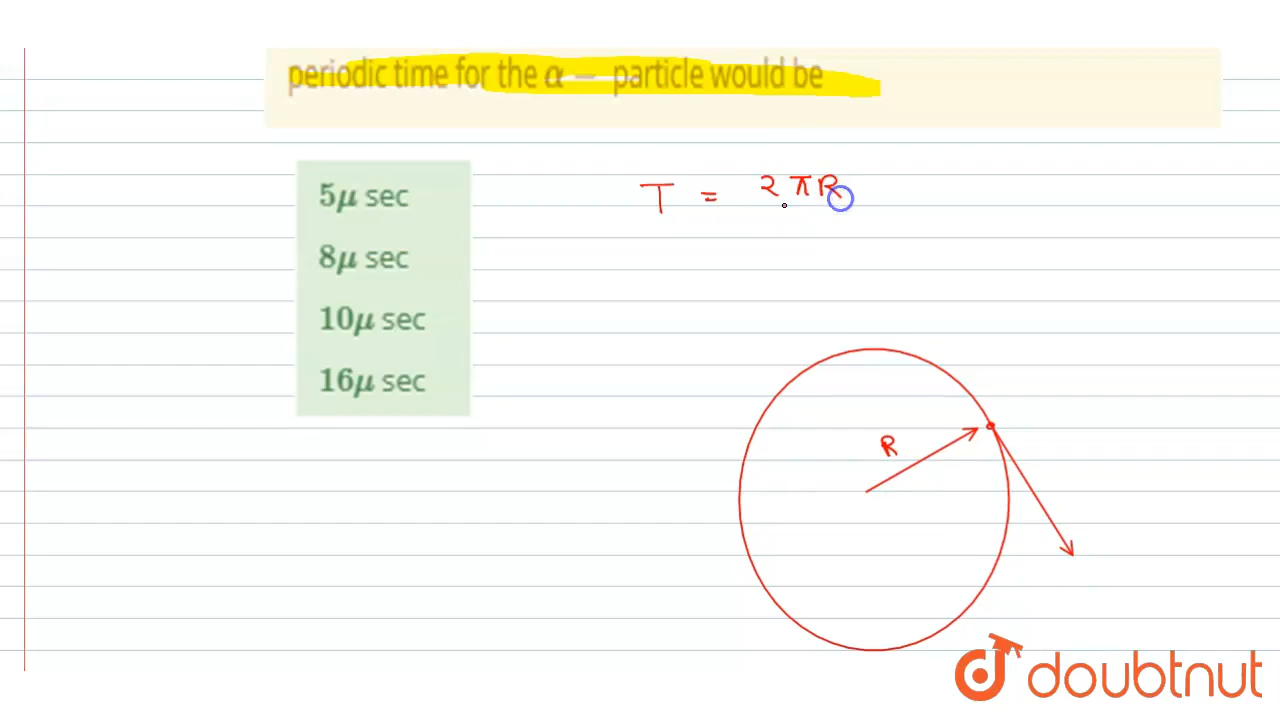 periodic time for the α − particle would be
5μ sec
8μ sec
10μ sec
16μ sec
T = 2πR
R
doubtnut